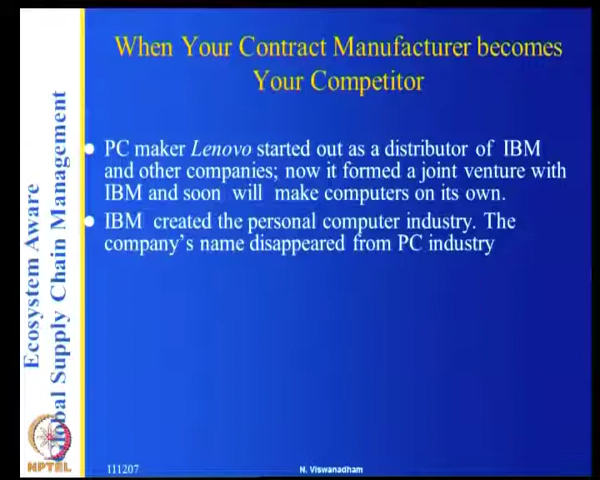 When Your Contract Manufacturer becomes
Your Competitor
PC maker Lenovo started out as a distributor of IBM
and other companies; now it formed a joint venture with
IBM and soon will make computers on its own.
IBM created the personal computer industry. The
company's name disappeared from PC industry
Ecosystem Aware
Global Supply Chain Management
NPTEL
111207
N. Viswanadham